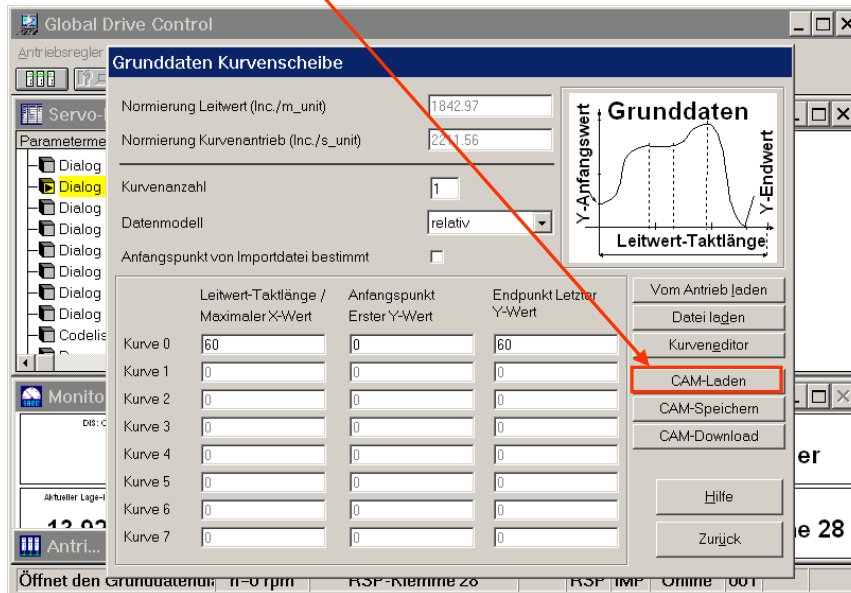 Global Drive Control
Antriebsregler
Grunddaten Kurvenscheibe
Servo-
Parameterme
Dialog
Dialog
Dialog
Dialog
Dialog
Dialog
Dialog
Dialog
Codelis
Normierung Leitwert (Inc./m_unit) 1842.97
Normierung Kurvenantrieb (Inc./s_unit) 2211.56
Kurvenanzahl 1
Datenmodell relativ
Anfangspunkt von Importdatei bestimmt
Grunddaten
Y-Anfangswert
Y-Endwert
Leitwert-Taktlänge
Leitwert-Taktlänge / Anfangspunkt Endpunkt Letzter
Maximaler X-Wert Erster Y-Wert Y-Wert
Kurve 0 60 0 60
Kurve 1 0 0 0
Kurve 2 0 0 0
Kurve 3 0 0 0
Kurve 4 0 0 0
Kurve 5 0 0 0
Kurve 6 0 0 0
Kurve 7 0 0 0
Vom Antrieb laden
Datei laden
Kurveneditor
CAM-Laden
CAM-Speichern
CAM-Download
Hilfe
Zurück
Monito
DIS:
Aktueller Lage-I
13.92
er
e 28
Antri...
Öffnet den Grunddatendia n=0 rpm RSP-Klemme 28 RSP IMP Online 001